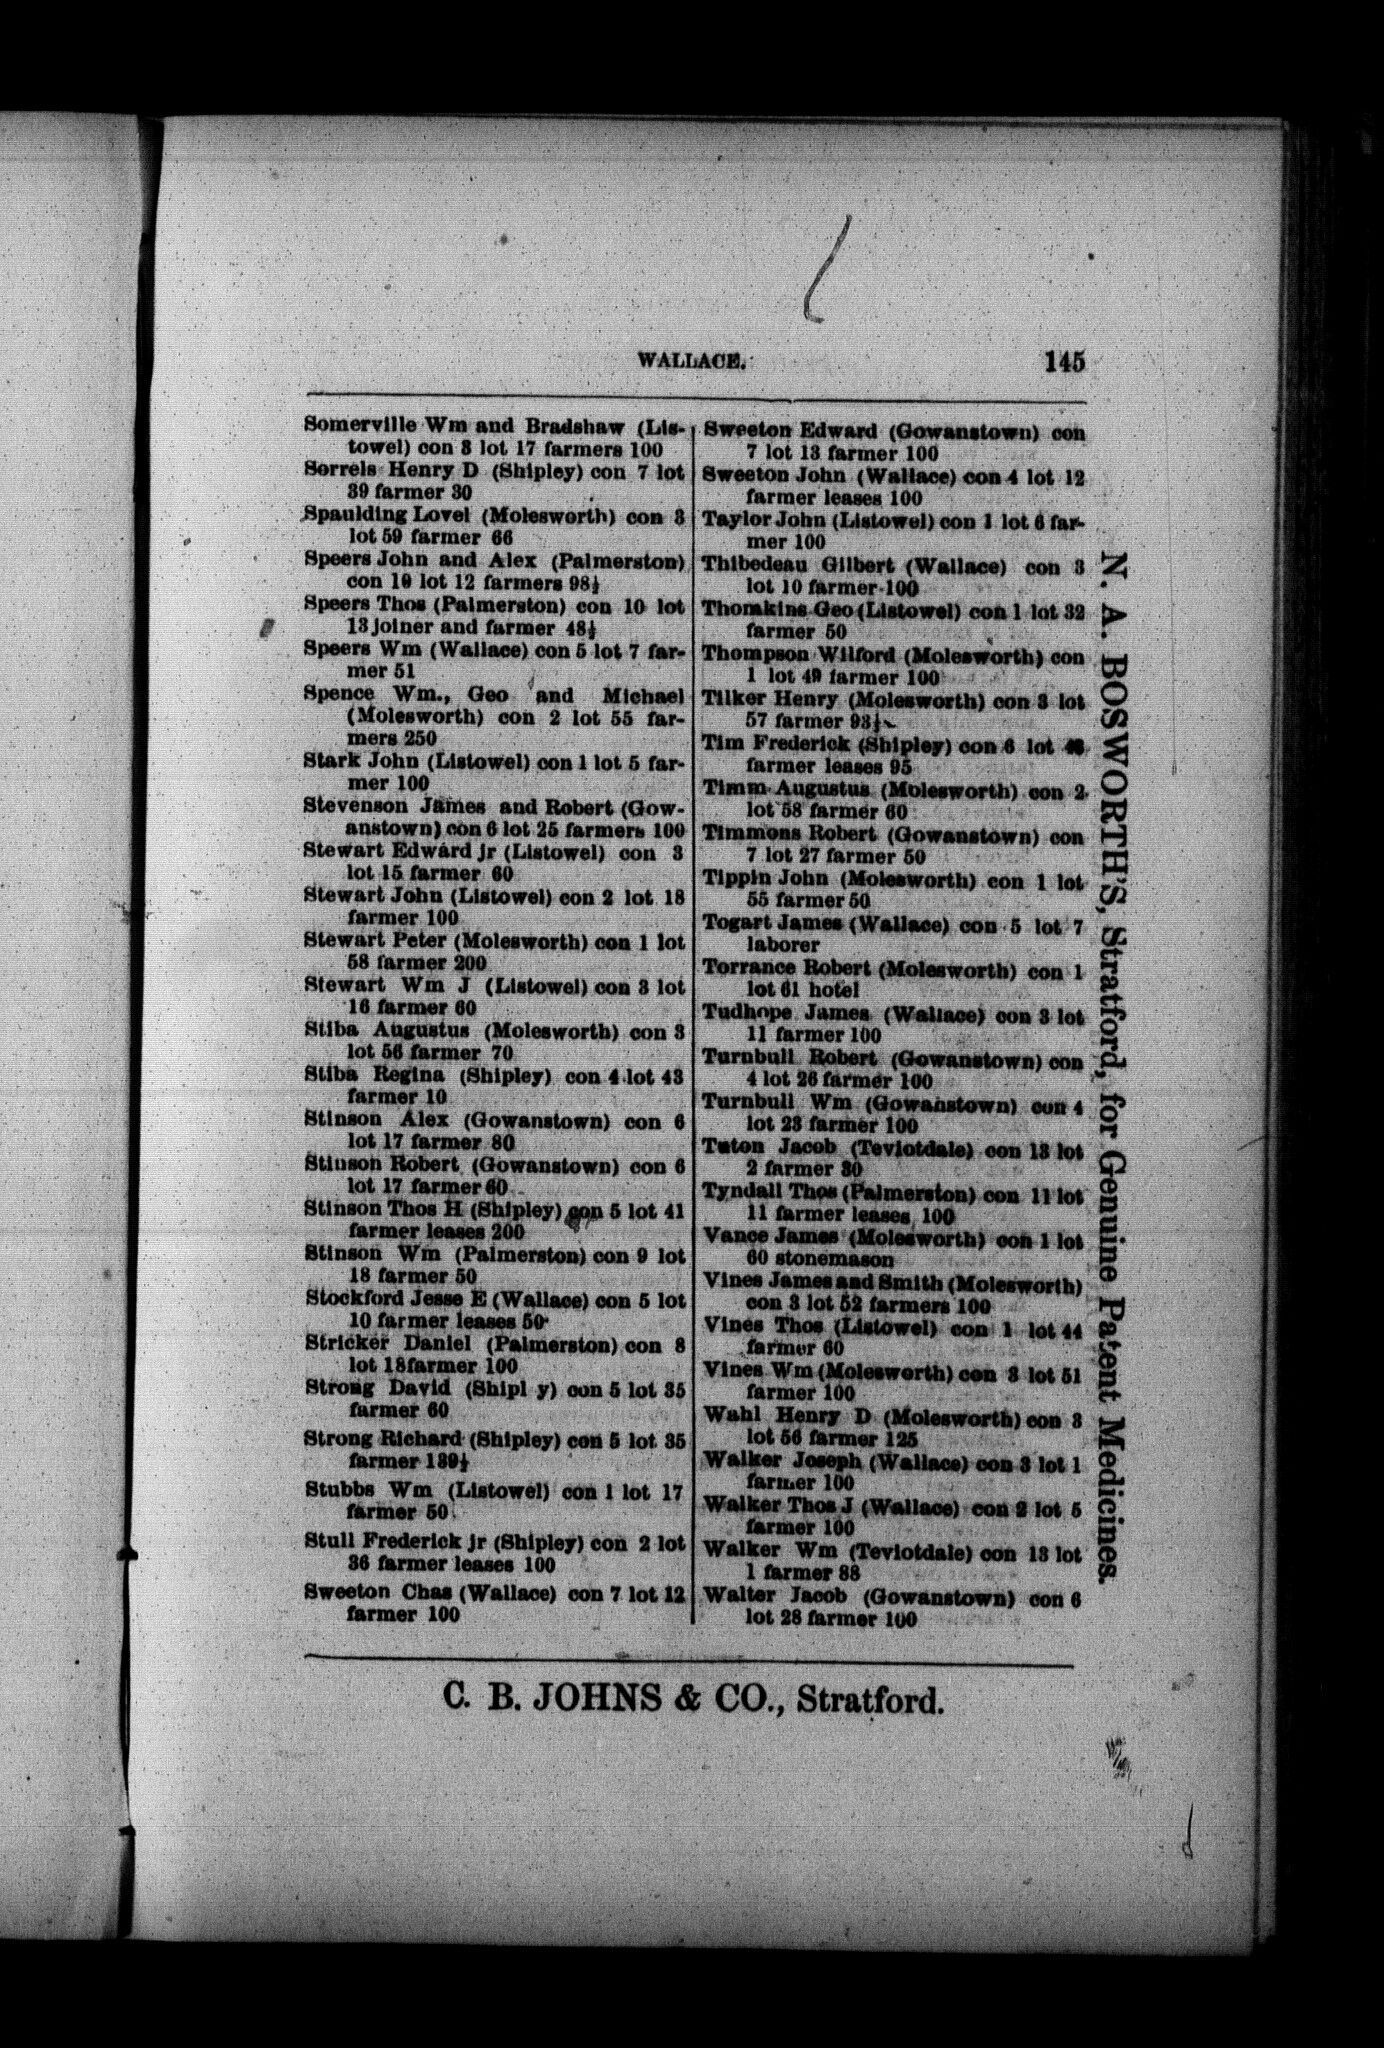 WALLACE.
145
Somerville Wm and Bradshaw (Lis-
towel) con 3 lot 17 farmers 100
Sorrels Henry D (Shipley) con 7 lot
39 farmer 30
Spaulding Lovel (Molesworth) con 3
lot 59 farmer 66
Speers John and Alex (Palmerston)
con 10 lot 12 farmers 98½
Speers Thos (Palmerston) con 10 lot
13 joiner and farmer 48½
Speers Wm (Wallace) con 5 lot 7 far-
mer 51
Spence Wm., Geo and Michael
(Molesworth) con 2 lot 55 far-
mers 250
Stark John (Listowel) con 1 lot 5 far-
mer 100
Stevenson James and Robert (Gow-
anstown) con 6 lot 25 farmers 100
Stewart Edward jr (Listowel) con 3
lot 15 farmer 60
Stewart John (Listowel) con 2 lot 18
farmer 100
Stewart Peter (Molesworth) con 1 lot
58 farmer 200
Stewart Wm J (Listowel) con 3 lot
16 farmer 60
Stiba Augustus (Molesworth) con 3
lot 56 farmer 70
Stiba Regina (Shipley) con 4 lot 43
farmer 10
Stinson Alex (Gowanstown) con 6
lot 17 farmer 80
Stinson Robert (Gowanstown) con 6
lot 17 farmer 60
Stinson Thos H (Shipley) con 5 lot 41
farmer leases 200
Stinson Wm (Palmerston) con 9 lot
18 farmer 50
Stockford Jesse E (Wallace) con 5 lot
10 farmer leases 50
Stricker Daniel (Palmerston) con 8
lot 18farmer 100
Strong David (Shipl y) con 5 lot 35
farmer 60
Strong Richard (Shipley) con 5 lot 35
farmer 139½
Stubbs Wm (Listowel) con 1 lot 17
farmer 50
Stull Frederick jr (Shipley) con 2 lot
36 farmer leases 100
Sweeton Chas (Wallace) con 7 lot 12
farmer 100
Sweeton Edward (Gowanstown) con
7 lot 13 farmer 100
Sweeton John (Wallace) con 4 lot 12
farmer leases 100
Taylor John (Listowel) con 1 lot 6 far-
mer 100
Thibedeau Gilbert (Wallace) con 3
lot 10 farmer 100
Thomkins Geo (Listowel) con 1 lot 32
farmer 50
Thompson Wilford (Molesworth) con
1 lot 49 farmer 100
Tilker Henry (Molesworth) con 3 lot
57 farmer 93½
Tim Frederick (Shipley) con 6 lot
farmer leases 95
Timm Augustus (Molesworth) con 2
lot 58 farmer 60
Timmons Robert (Gowanstown) con
7 lot 27 farmer 50
Tippin John (Molesworth) con 1 lot
55 farmer 50
Togart James (Wallace) con 5 lot 7
laborer
Torrance Robert (Molesworth) con 1
lot 61 hotel
Tudhope James (Wallace) con 3 lot
11 farmer 100
Turnbull Robert (Gowanstown) con
4 lot 26 farmer 100
Turnbull Wm (Gowanstown) con 4
lot 23 farmer 100
Tuton Jacob (Teviotdale) con 13 lot
2 farmer 30
Tyndall Thos (Palmerston) con 11 lot
11 farmer leases 100
Vance James (Molesworth) con 1 lot
60 stonemason
Vines James and Smith (Molesworth)
con 3 lot 52 farmers 100
Vines Thos (Listowel) con 1 lot 44
farmer 60
Vines Wm (Molesworth) con 3 lot 51
farmer 100
Wahl Henry D (Molesworth) con 3
lot 56 farmer 125
Walker Joseph (Wallace) con 3 lot 1
farmer 100
Walker Thos J (Wallace) con 2 lot 5
farmer 100
Walker Wm (Teviotdale) con 13 lot
1 farmer 88
Walter Jacob (Gowanstown) con 6
lot 28 farmer 100
N. A. BOSWORTH'S, Stratford, for Genuine Patent Medicines.
C. B. JOHNS & CO., Stratford.